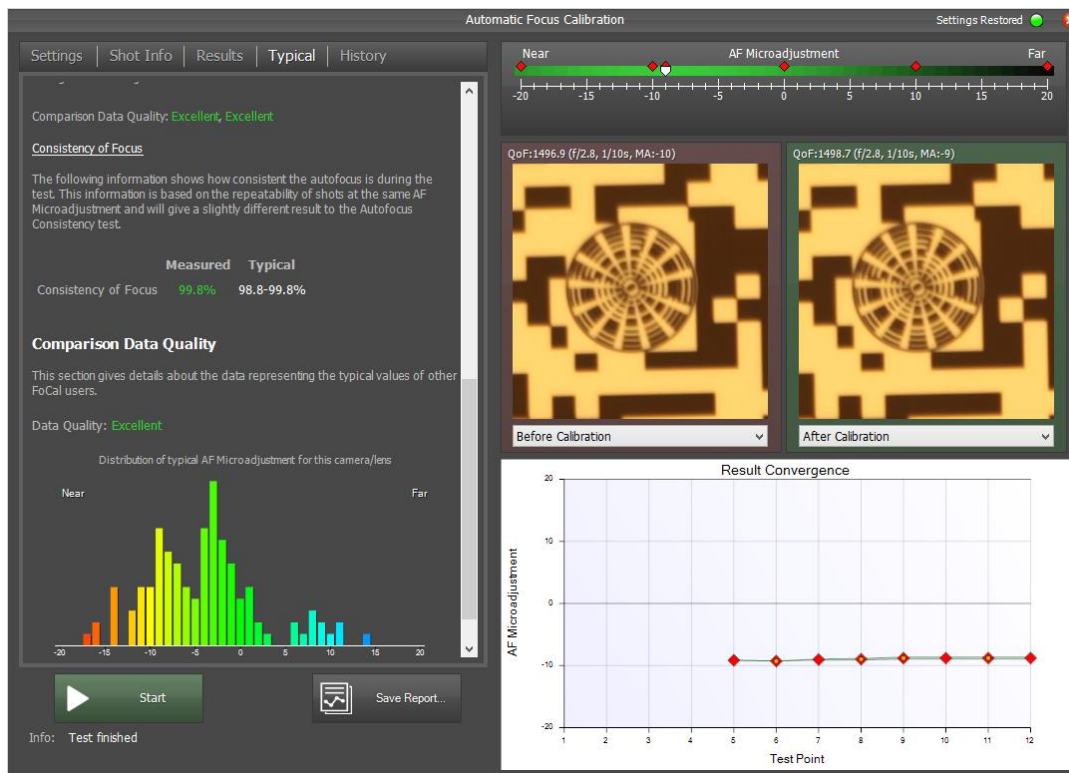 Automatic Focus Calibration
Settings Restored
Settings
Shot Info
Results
Typical
History
Comparison Data Quality: Excellent, Excellent
Consistency of Focus
The following information shows how consistent the autofocus is during the
test. This information is based on the repeatability of shots at the same AF
Microadjustment and will give a slightly different result to the Autofocus
Consistency test.
Measured Typical
Consistency of Focus 99.8% 98.8-99.8%
Comparison Data Quality
This section gives details about the data representing the typical values of other
FoCal users.
Data Quality: Excellent
Distribution of typical AF Microadjustment for this camera/lens
Near Far
-20 -15 -10 -5 0 5 10 15 20
Start
Save Report...
Info: Test finished
Near AF Microadjustment Far
-20 -15 -10 -5 0 5 10 15 20
QoF:1496.9 (f/2.8, 1/10s, MA:-10)
Before Calibration
QoF:1498.7 (f/2.8, 1/10s, MA:-9)
After Calibration
Result Convergence
AF Microadjustment
20
10
0
-10
-20
1 2 3 4 5 6 7 8 9 10 11 12
Test Point